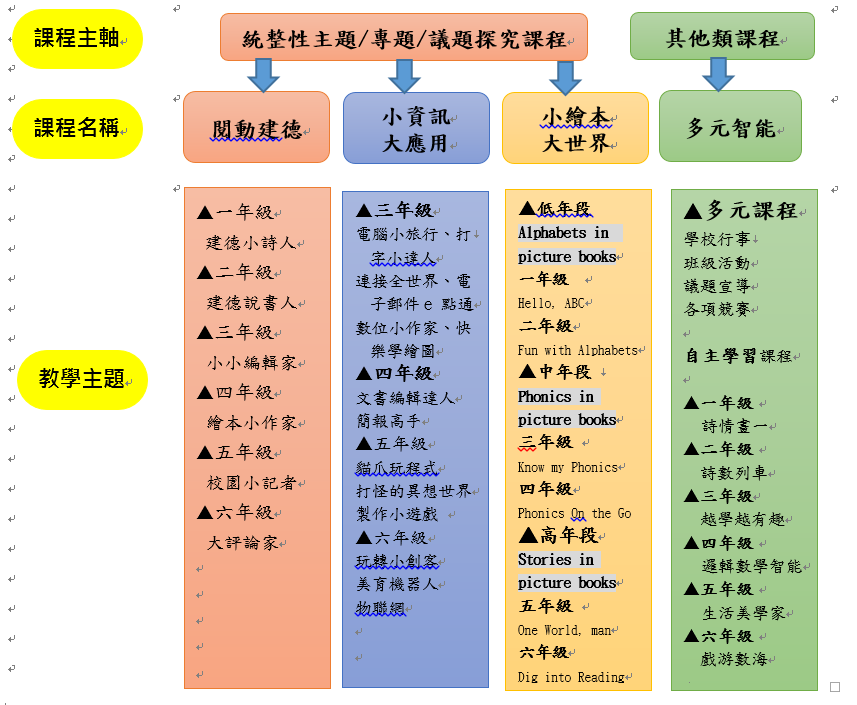 課程主軸
統整性主題/專題/議題探究課程
其他類課程
課程名稱
閱動建德
小資訊
大應用
小繪本
大世界
多元智能
教學主題
▲一年級
建德小詩人
▲二年級
建德說書人
▲三年級
小小編輯家
▲四年級
繪本小作家
▲五年級
校園小記者
▲六年級
大評論家
▲三年級
電腦小旅行、打
字小達人
連接全世界、電
子郵件 e 點通
數位小作家、快
樂學繪圖
▲四年級
文書編輯達人
簡報高手
▲五年級
貓爪玩程式
打怪的異想世界
製作小遊戲
▲六年級
玩轉小創客
美育機器人
物聯網
▲低年段
Alphabets in
picture books
一年級
Hello, ABC
二年級
Fun with Alphabets
▲中年段
Phonics in
picture books
三年級
Know my Phonics
四年級
Phonics On the Go
▲高年段
Stories in
picture books
五年級
One World, man
六年級
Dig into Reading
▲多元課程
學校行事
班級活動
議題宣導
各項競賽
自主學習課程
▲一年級
詩情畫一
▲二年級
詩數列車
▲三年級
越學越有趣
▲四年級
邏輯數學智能
▲五年級
生活美學家
▲六年級
戲游數海